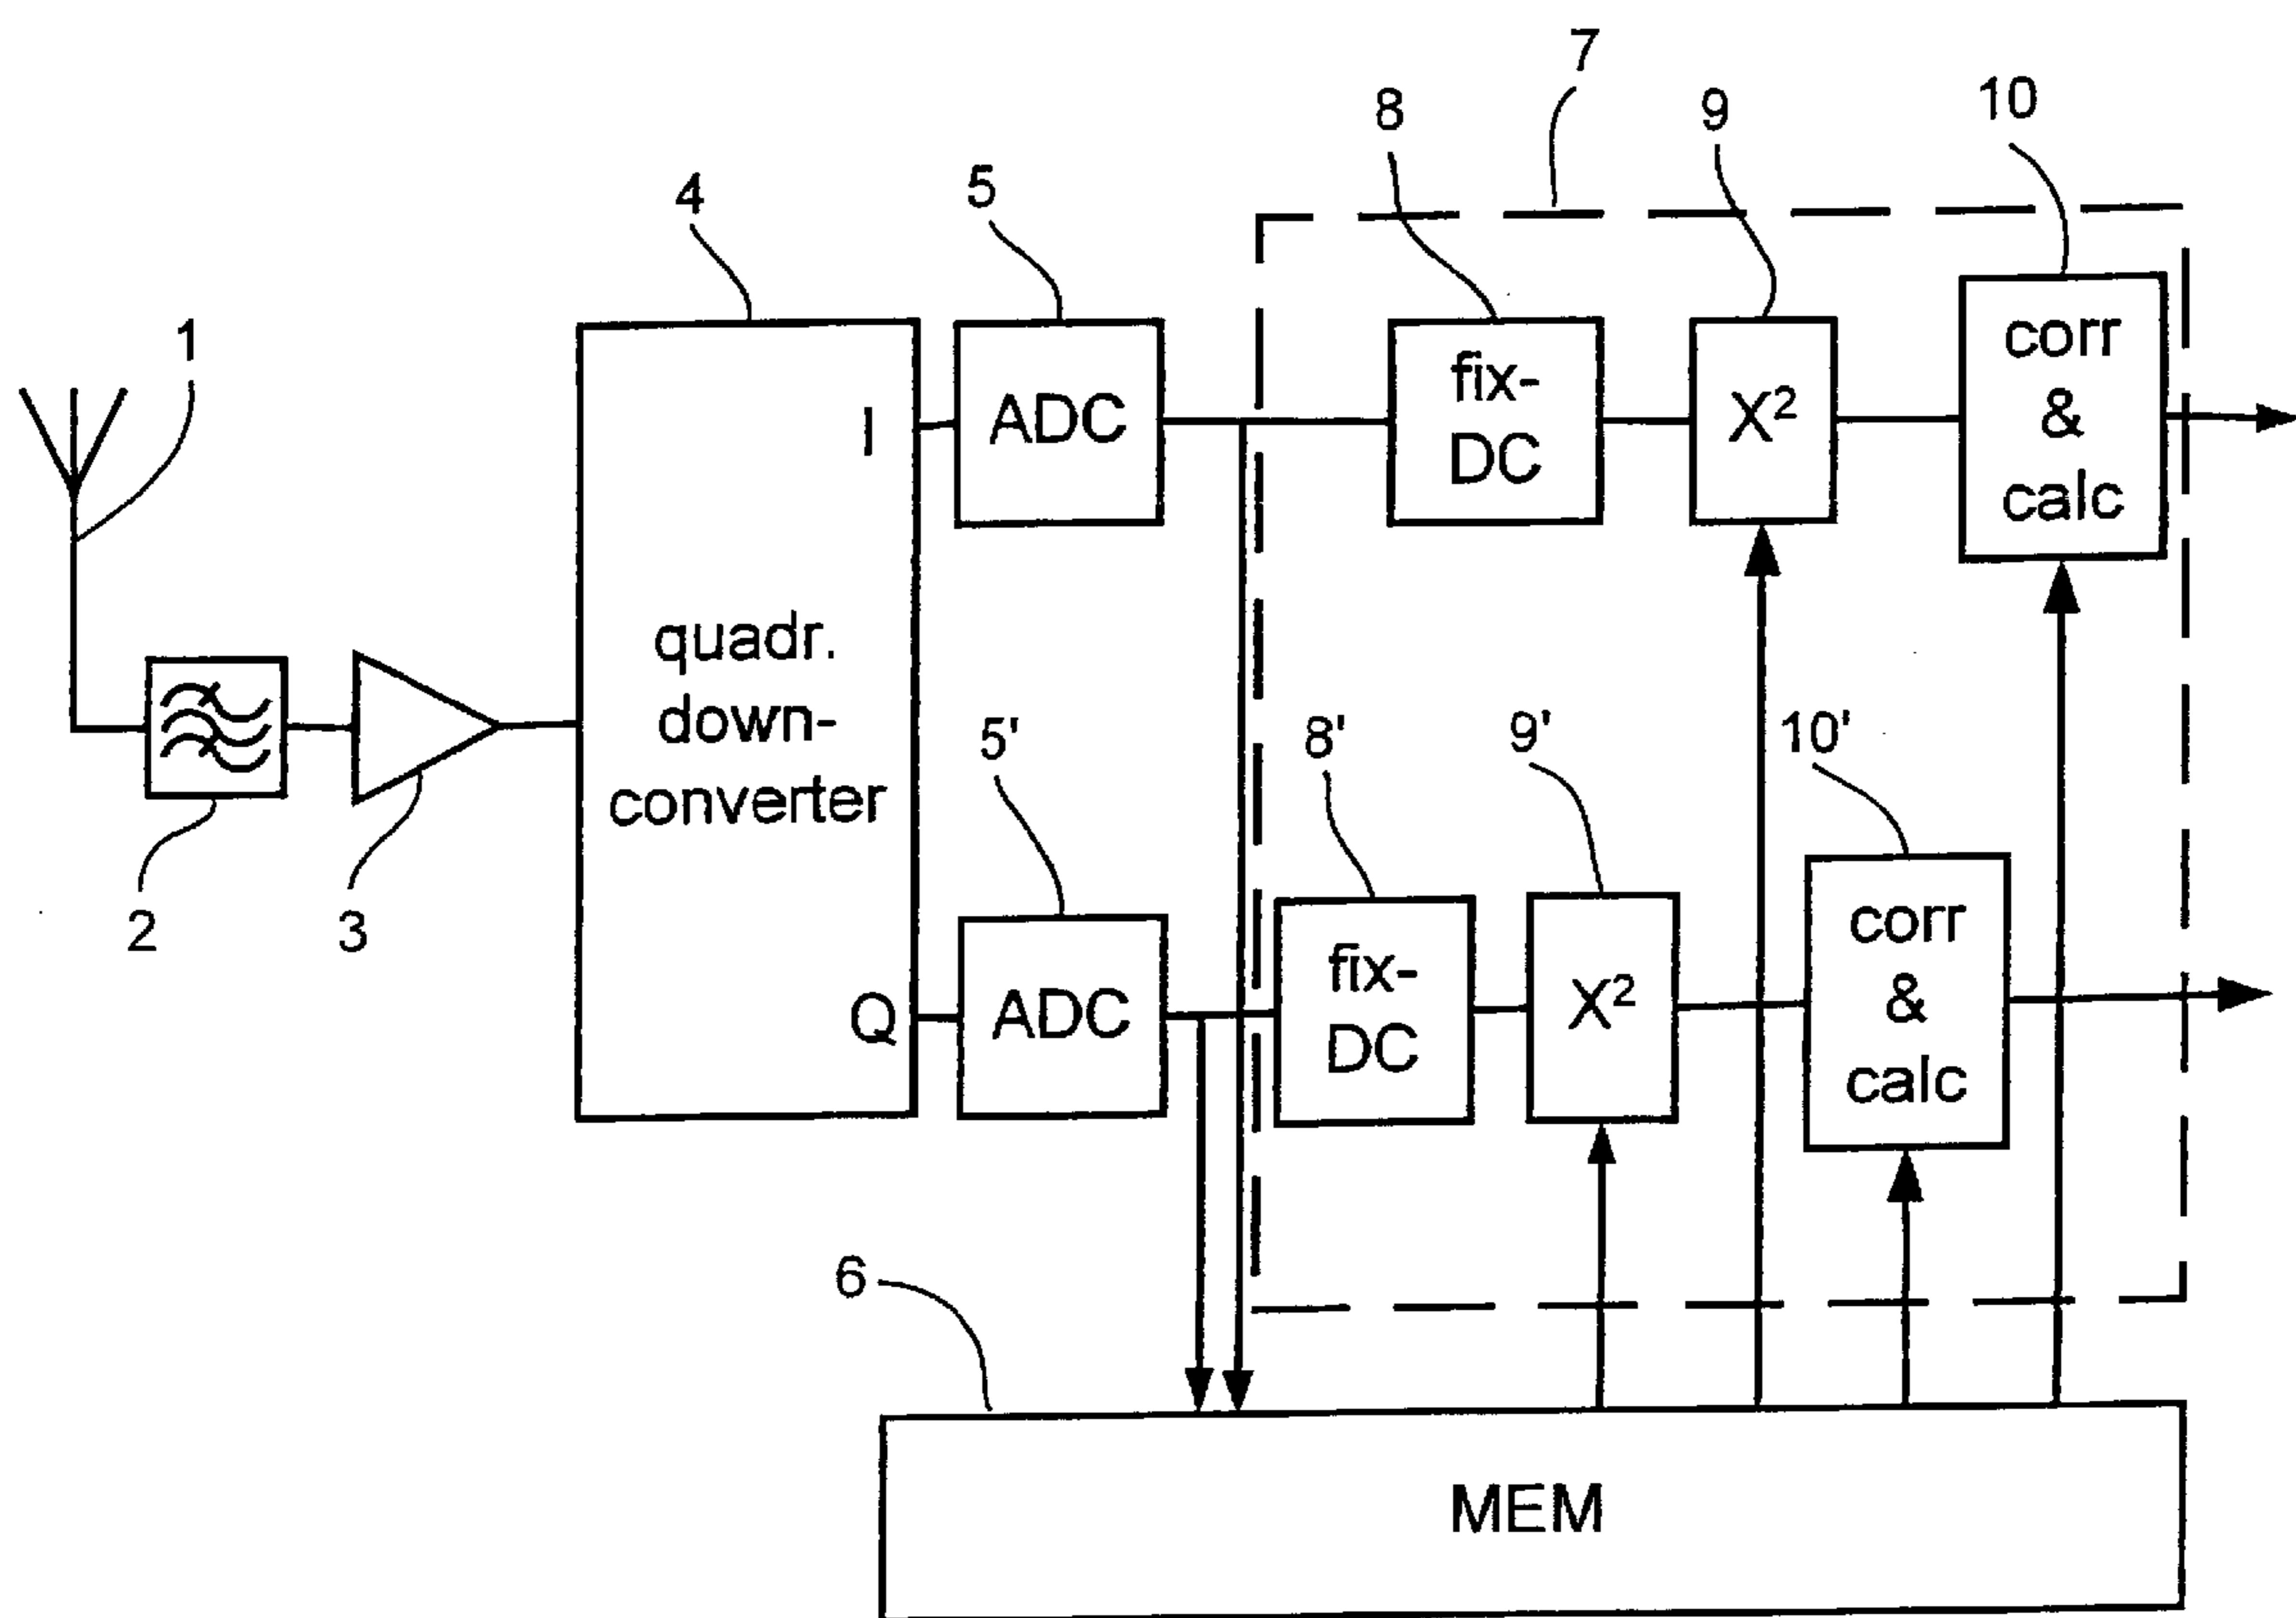 7
8
9
10
4
5
1
I
ADC
fix-
DC
X²
corr
&
calc
quadr.
down-
converter
2
3
5'
8'
9'
10'
Q
ADC
fix-
DC
X²
corr
&
calc
6
MEM